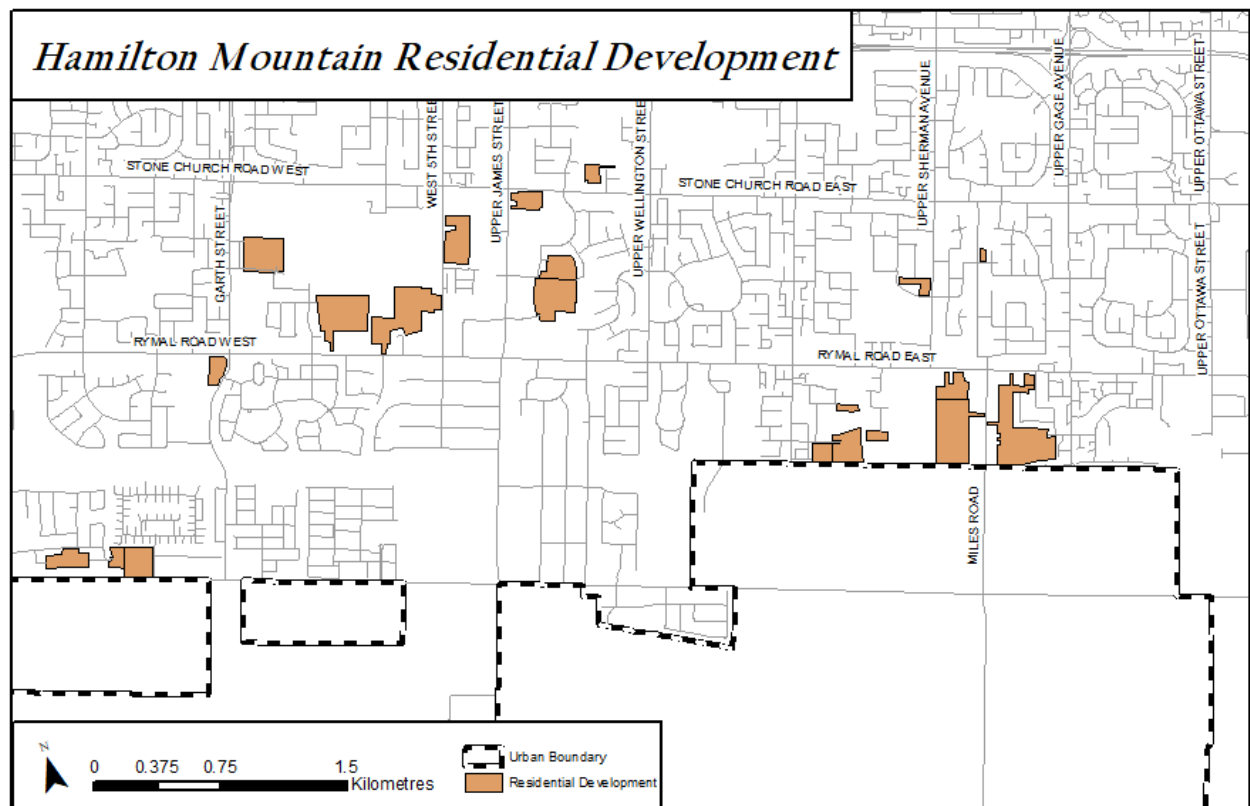 Hamilton Mountain Residential Development
STONE CHURCH ROAD WEST
GARTH STREET
WEST 5TH STREET
UPPER JAMES STREET
UPPER WELLINGTON STREE
STONE CHURCH ROAD EAST
UPPER SHERMAN AVENUE
UPPER GAGE AVENUE
UPPER OTTAWA STREET
UPPER OTTAWA STREET
RYMAL ROAD WEST
RYMAL ROAD EAST
MILES ROAD
N
0 0.375 0.75 1.5
Kilometres
Urban Boundary
Residential Development